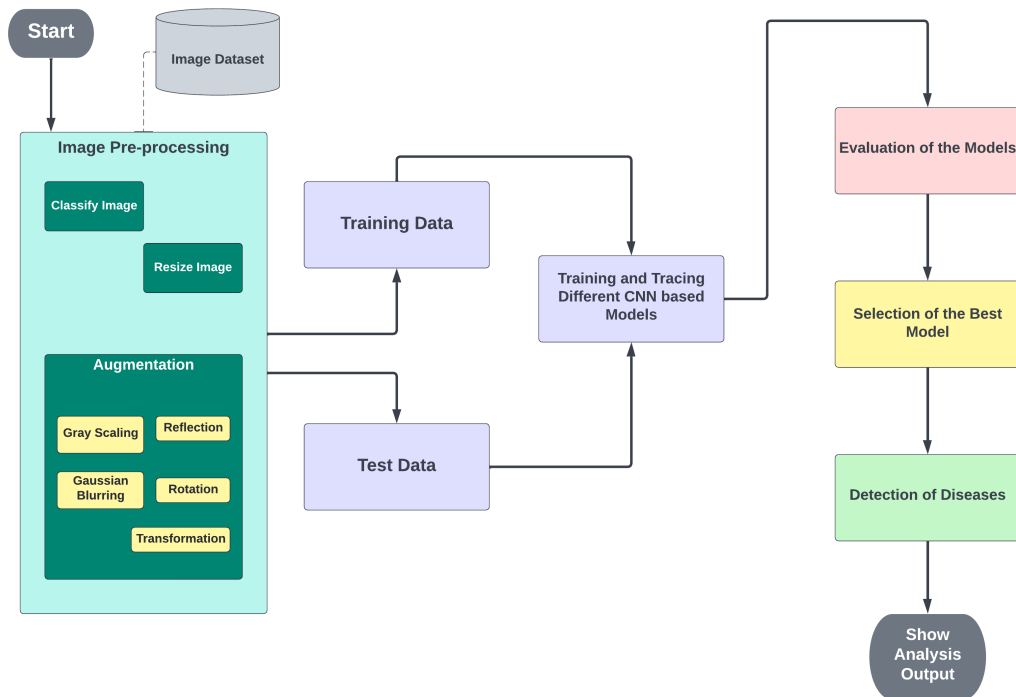 Start
Image Dataset
Image Pre-processing
Classify Image
Resize Image
Augmentation
Gray Scaling
Reflection
Gaussian
Blurring
Rotation
Transformation
Training Data
Test Data
Training and Tracing
Different CNN based
Models
Evaluation of the Models
Selection of the Best
Model
Detection of Diseases
Show
Analysis
Output